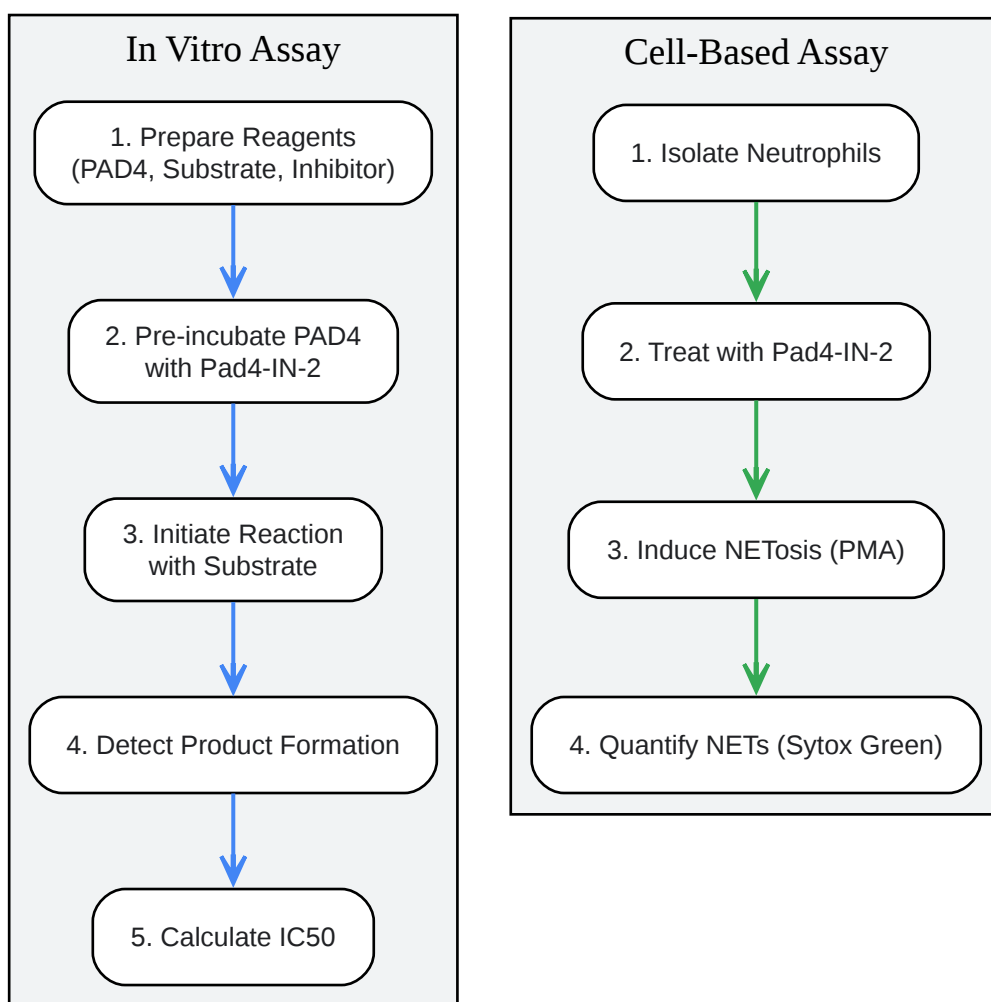 In Vitro Assay
1. Prepare Reagents
(PAD4, Substrate, Inhibitor)
2. Pre-incubate PAD4
with Pad4-IN-2
3. Initiate Reaction
with Substrate
4. Detect Product Formation
5. Calculate IC50
Cell-Based Assay
1. Isolate Neutrophils
2. Treat with Pad4-IN-2
3. Induce NETosis (PMA)
4. Quantify NETs (Sytox Green)